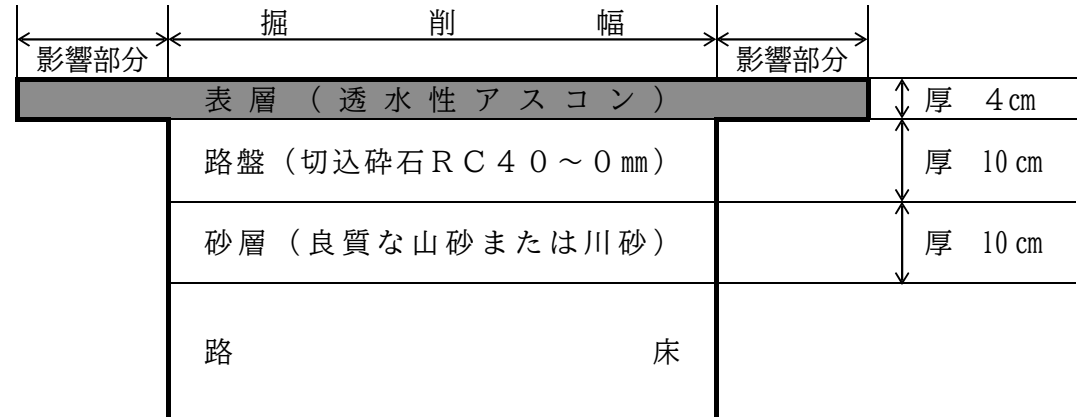 掘削幅
影響部分 影響部分
表層（透水性アスコン） 厚 4㎝
路盤（切込砕石RC40～0㎜） 厚 10㎝
砂層（良質な山砂または川砂） 厚 10㎝
路床